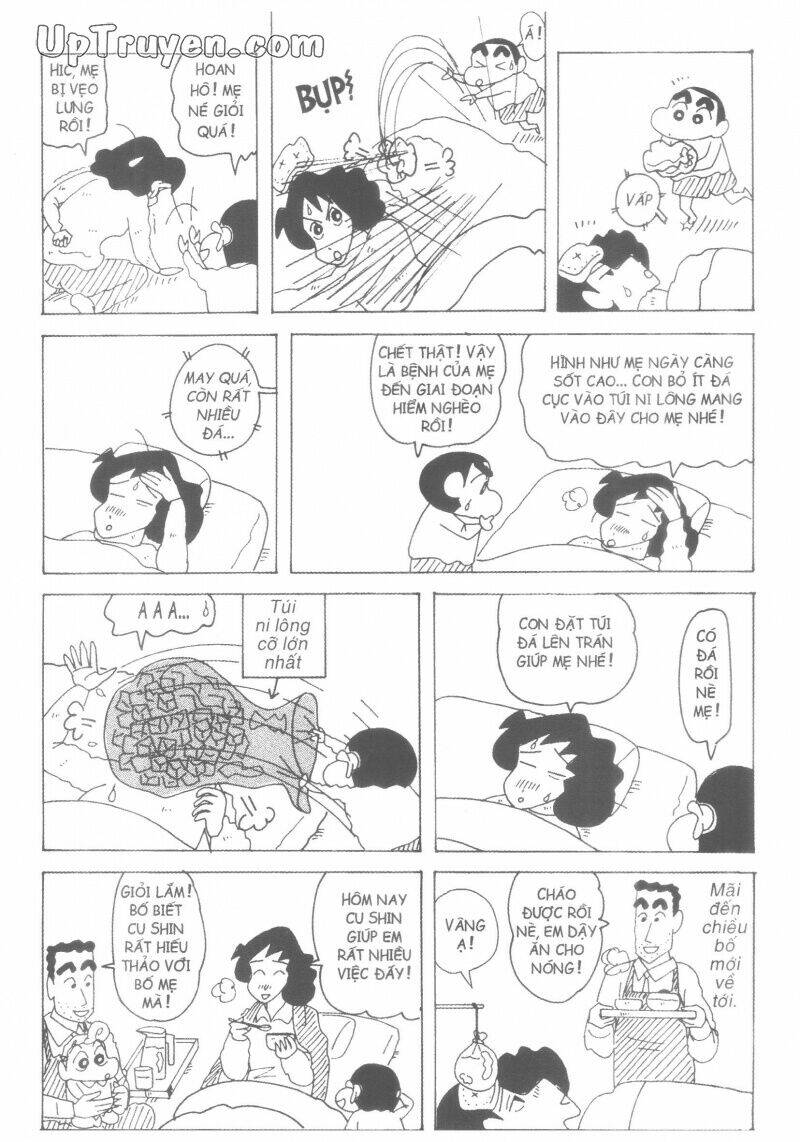 UpTruyen.com
VẤP
Á!
BỤP!
HOAN
HÔ! MẸ
NÉ GIỎI
QUÁ!
HIC, MẸ
BỊ VẸO
LƯNG
RỒI!
HÌNH NHƯ MẸ NGÀY CÀNG
SỐT CAO... CON BỎ ÍT ĐÁ
CỤC VÀO TÚI NI LÔNG MANG
VÀO ĐÂY CHO MẸ NHÉ!
CHẾT THẬT! VẬY
LÀ BỆNH CỦA MẸ
ĐẾN GIAI ĐOẠN
HIỂM NGHÈO
RỒI!
MAY QUÁ,
CÒN RẤT
NHIỀU
ĐÁ...
CÓ
ĐÁ
RỒI
NÈ
MẸ!
CON ĐẶT TÚI
ĐÁ LÊN TRÁN
GIÚP MẸ NHÉ!
Túi
ni lông
cỡ lớn
nhất
A A A...
Mãi
đến
chiều
bố
mới
về
tới.
CHÁO
ĐƯỢC RỒI
NÈ, EM DẬY
ĂN CHO
NÓNG!
VÂNG
Ạ!
HÔM NAY
CU SHIN
GIÚP EM
RẤT NHIỀU
VIỆC ĐẤY!
GIỎI LẮM!
BỐ BIẾT
CU SHIN
RẤT HIẾU
THẢO VỚI
BỐ MẸ
MÀ!